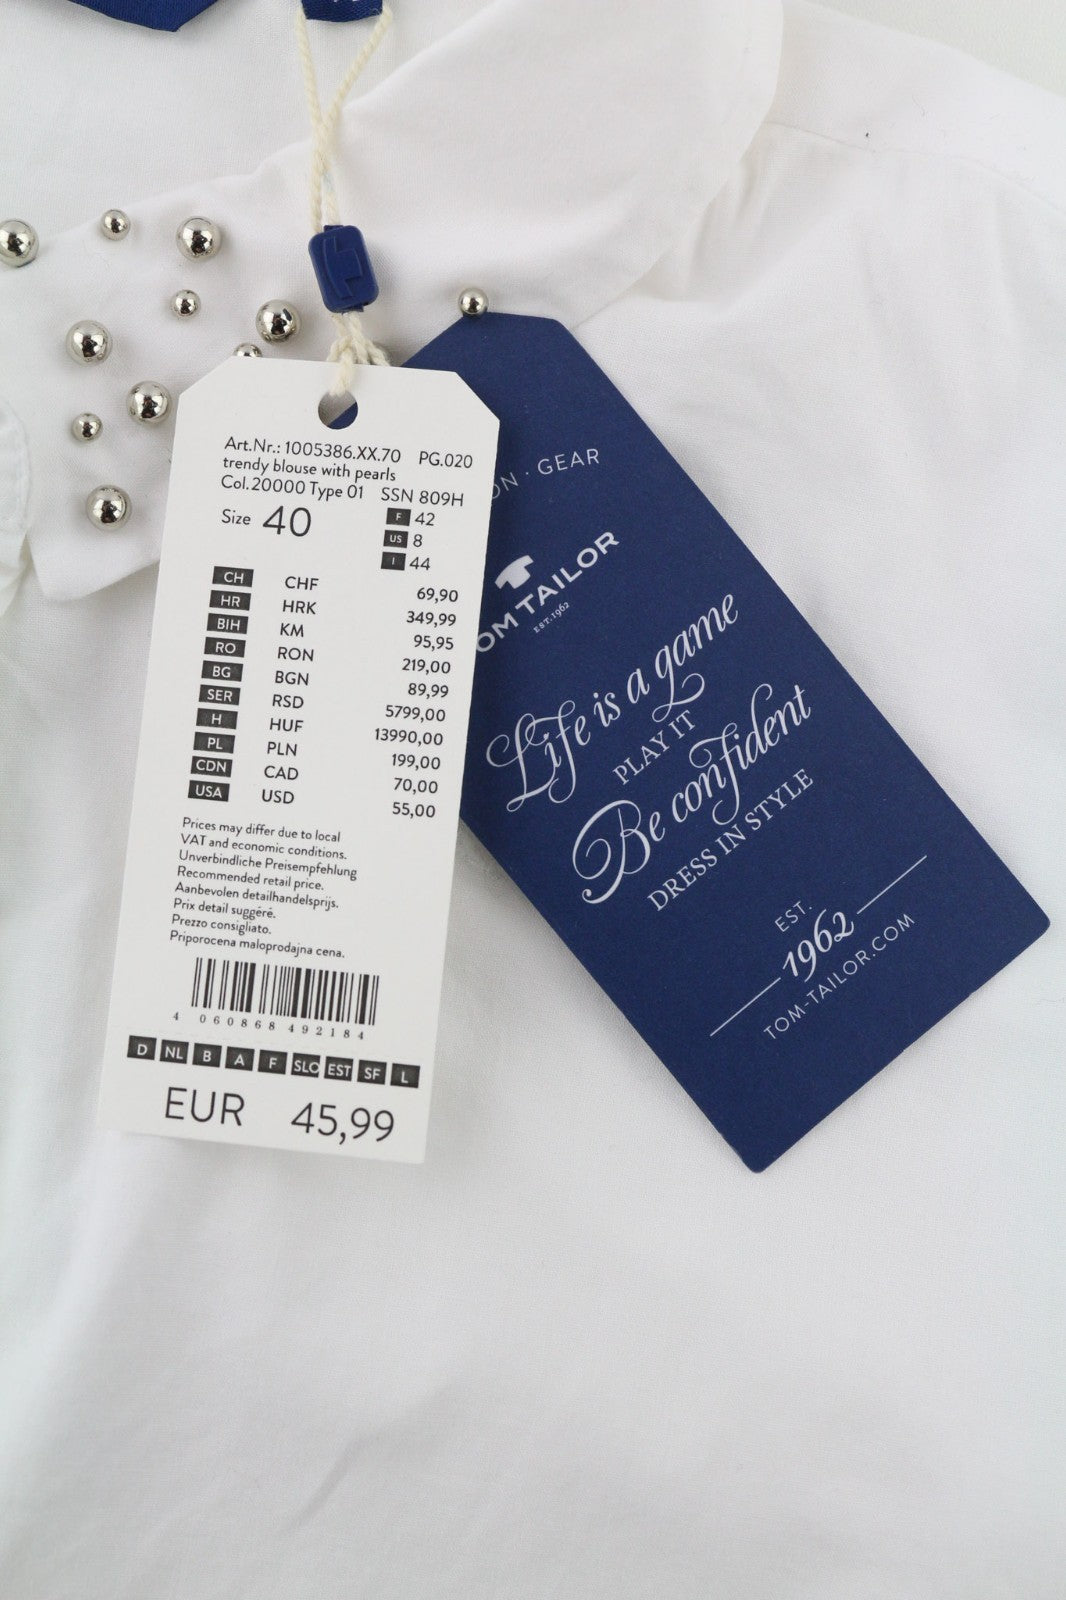 Art.Nr.: 1005386.XX.70 PG.020
trendy blouse with pearls
Col.20000 Type 01 SSN 809H
Size 40
F 42
US 8
I 44
CH CHF 69,90
HR HRK 349,99
BIH KM 95,95
RO RON 219,00
BG BGN 89,99
SER RSD 5799,00
H HUF 13990,00
PL PLN 199,00
CDN CAD 70,00
USA USD 55,00
Prices may differ due to local
VAT and economic conditions.
Unverbindliche Preisempfehlung
Recommended retail price.
Aanbevolen detailhandelsprijs.
Prix detail suggéré.
Prezzo consigliato.
Priporocena maloprodajna cena.
4 060868 492184
D NL B A F SLO EST SF L
EUR 45,99
ON · GEAR
OM TAILOR
EST. 1962
Life is a game
PLAY IT
Be confident
DRESS IN STYLE
EST.
1962
TOM-TAILOR.COM